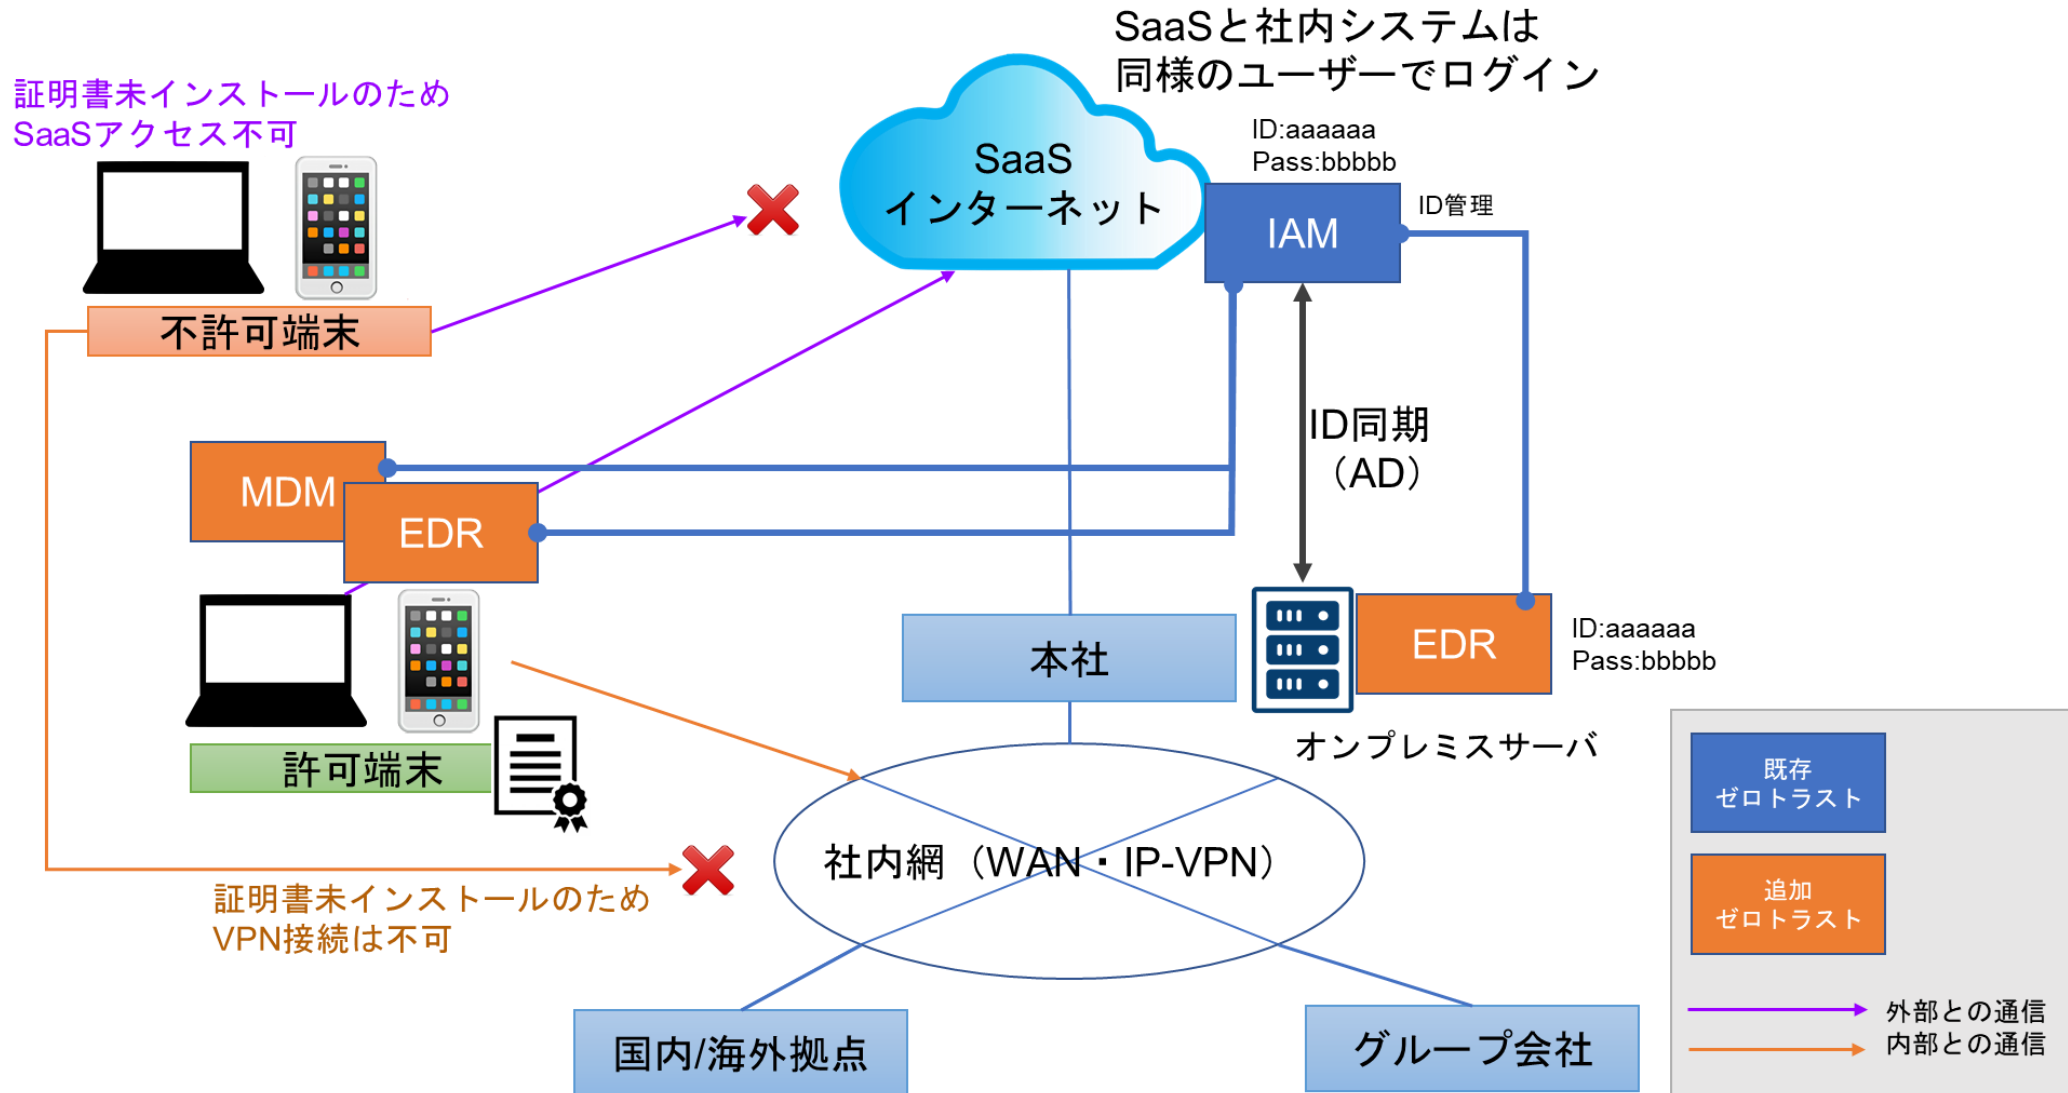 SaaSと社内システムは
同様のユーザーでログイン
証明書未インストールのため
SaaSアクセス不可
ID:aaaaaa
Pass:bbbbb
SaaS
インターネット
IAM
ID管理
不許可端末
ID同期
（AD）
MDM
EDR
本社
EDR
ID:aaaaaa
Pass:bbbbb
オンプレミスサーバ
許可端末
既存
ゼロトラスト
社内網（WAN・IP-VPN）
証明書未インストールのため
VPN接続は不可
追加
ゼロトラスト
外部との通信
内部との通信
国内/海外拠点
グループ会社